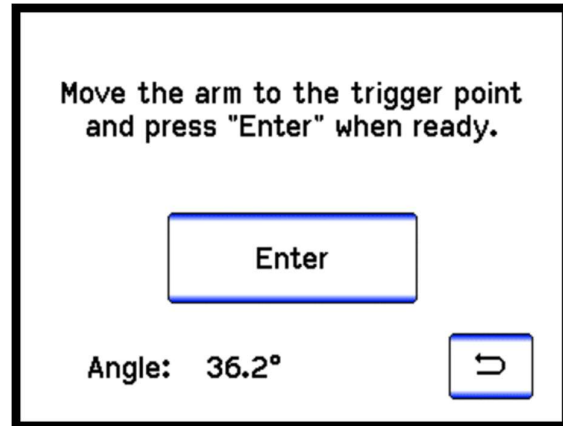 Move the arm to the trigger point
and press "Enter" when ready.
Enter
Angle: 36.2°